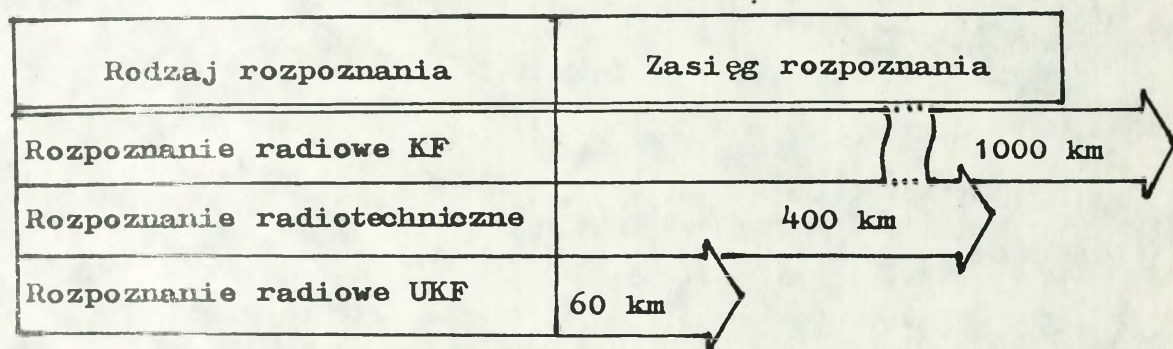 Rodzaj rozpoznania Zasięg rozpoznania
Rozpoznanie radiowe KF 1000 km
Rozpoznanie radiotechniczne 400 km
Rozpoznanie radiowe UKF 60 km